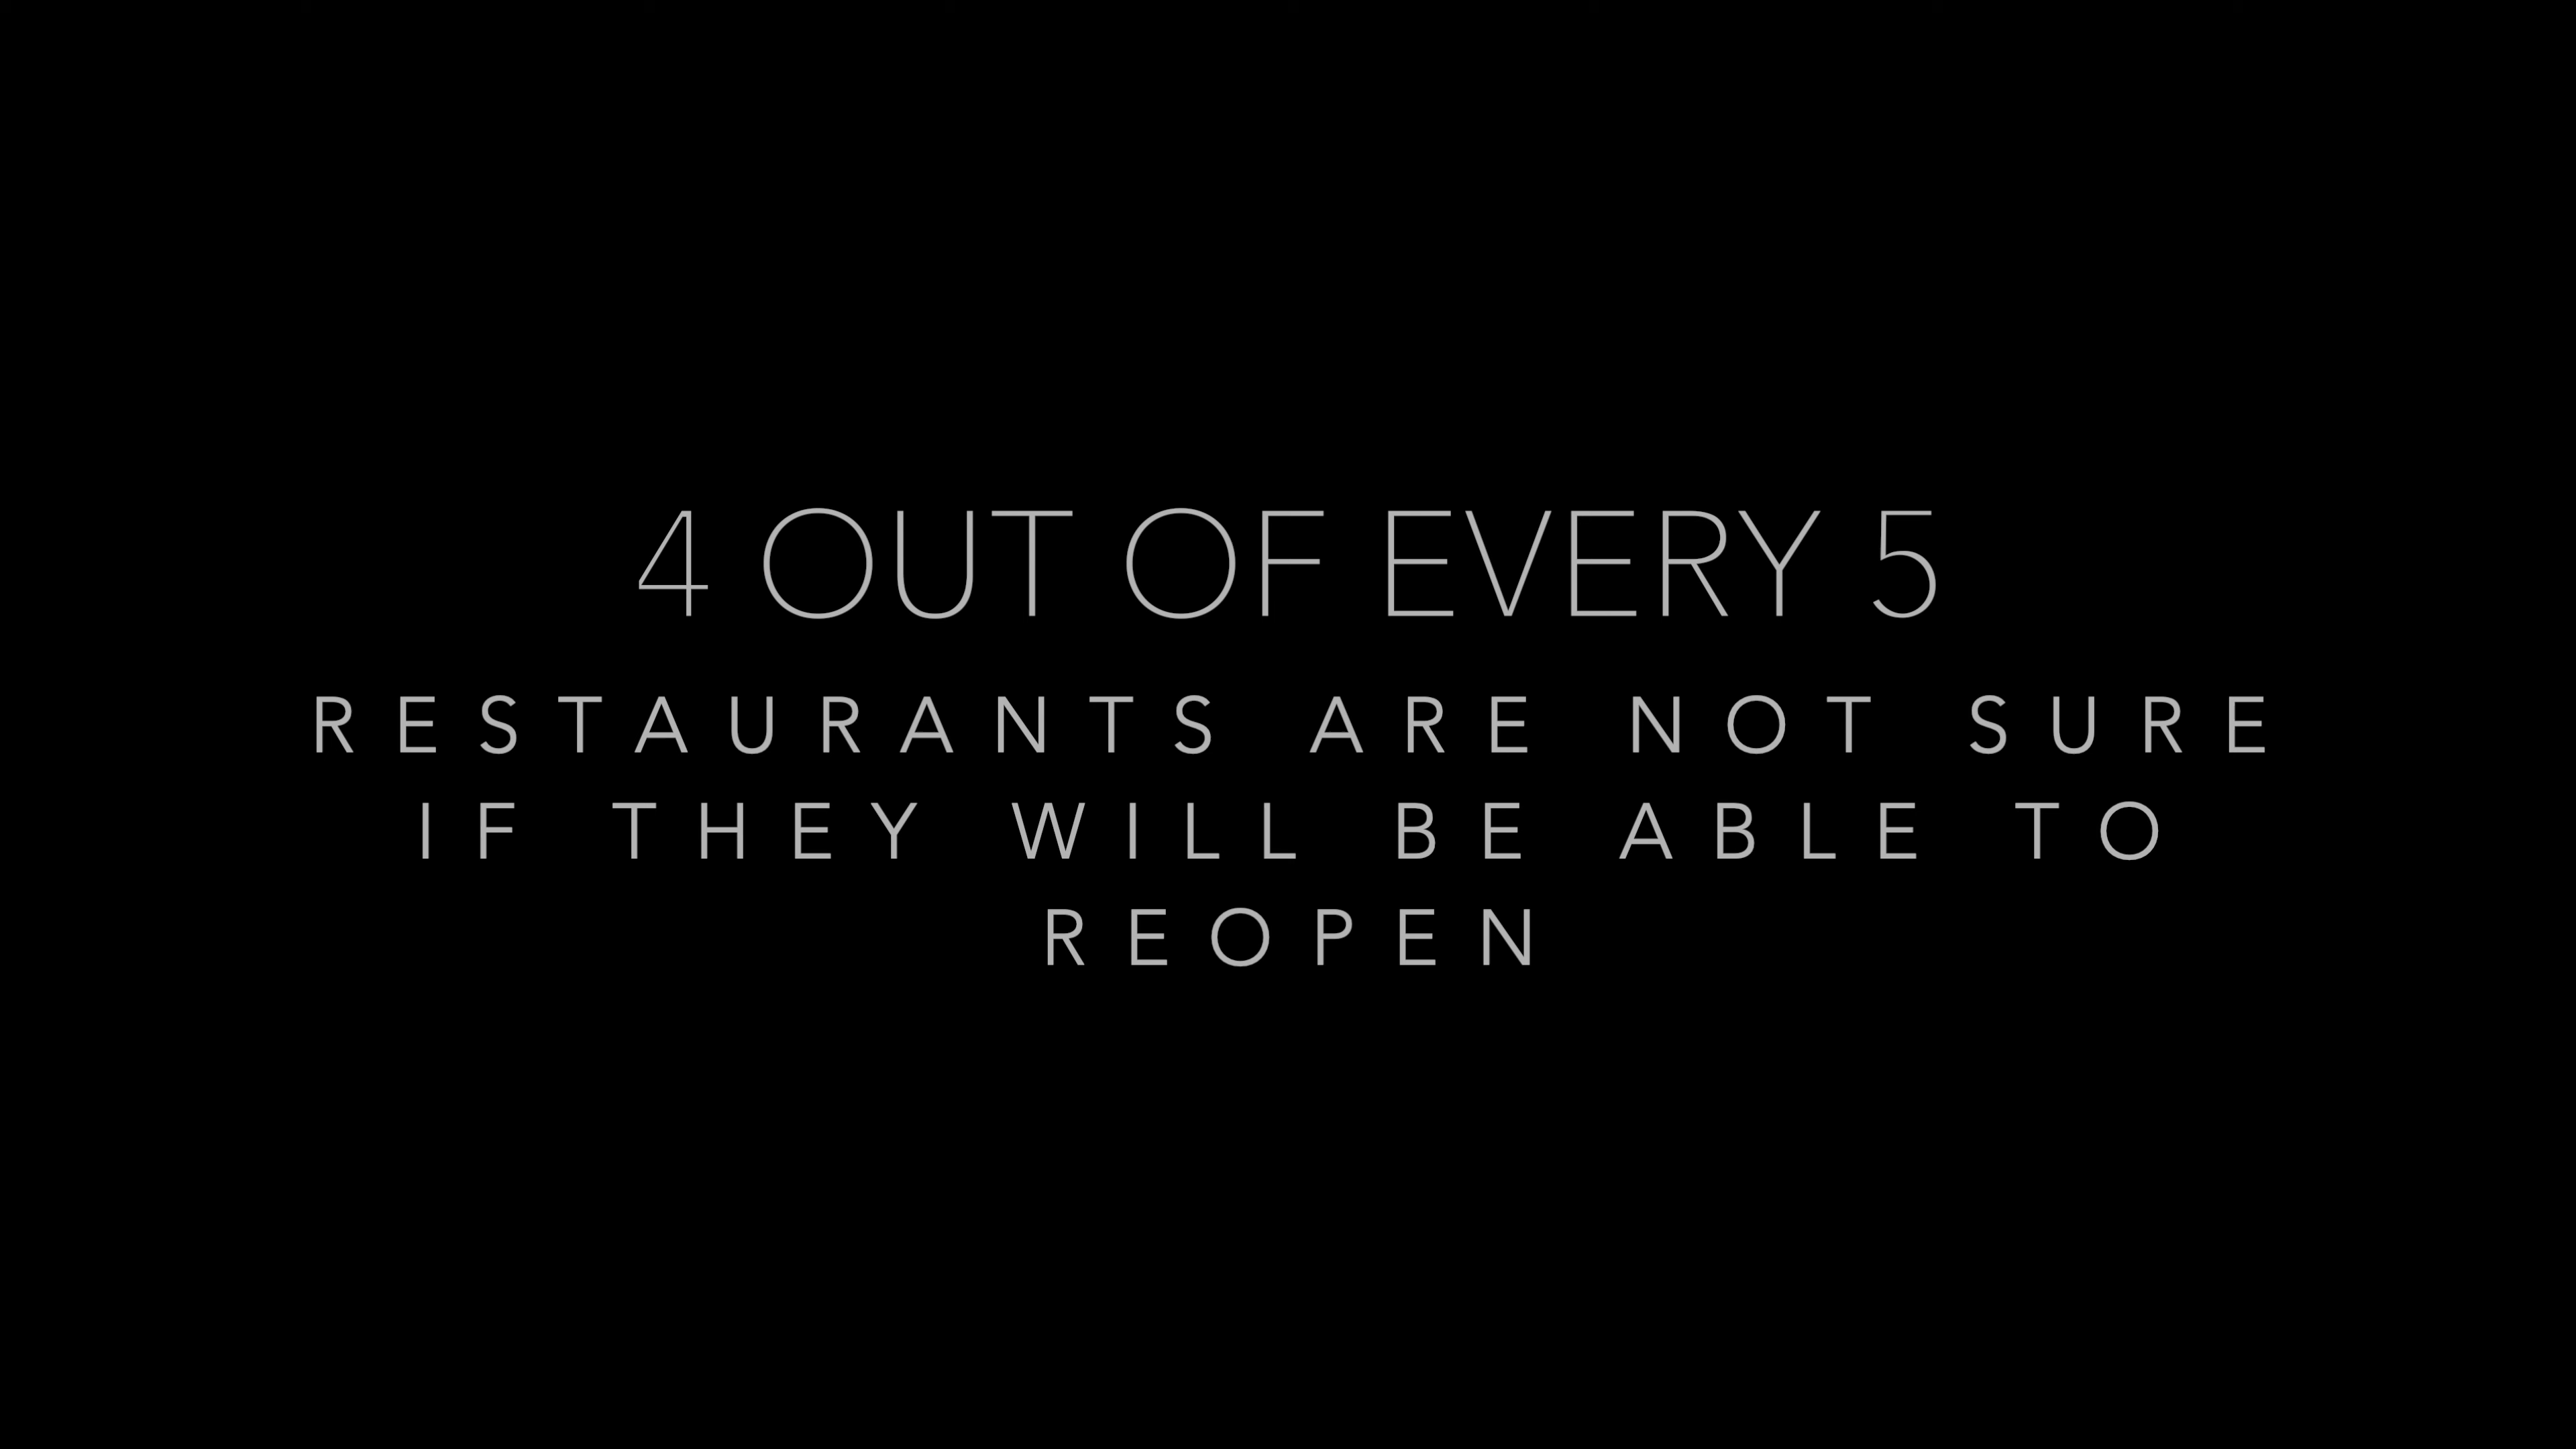 4 OUT OF EVERY 5
RESTAURANTS ARE NOT SURE
IF THEY WILL BE ABLE TO
REOPEN